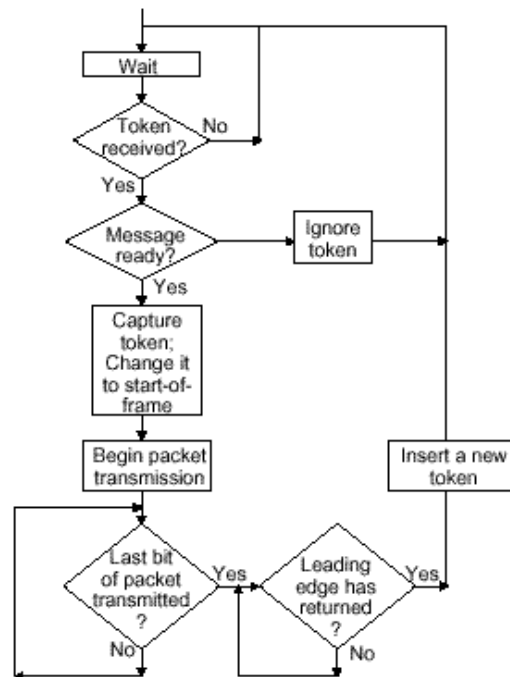 Wait
Token
received?
No
Yes
Message
ready?
Ignore
token
Yes
Capture
token;
Change it
to start-of-
frame
Begin packet
transmission
Insert a new
token
Last bit
of packet
transmitted
?
Yes
Leading
edge has
returned
?
Yes
No
No